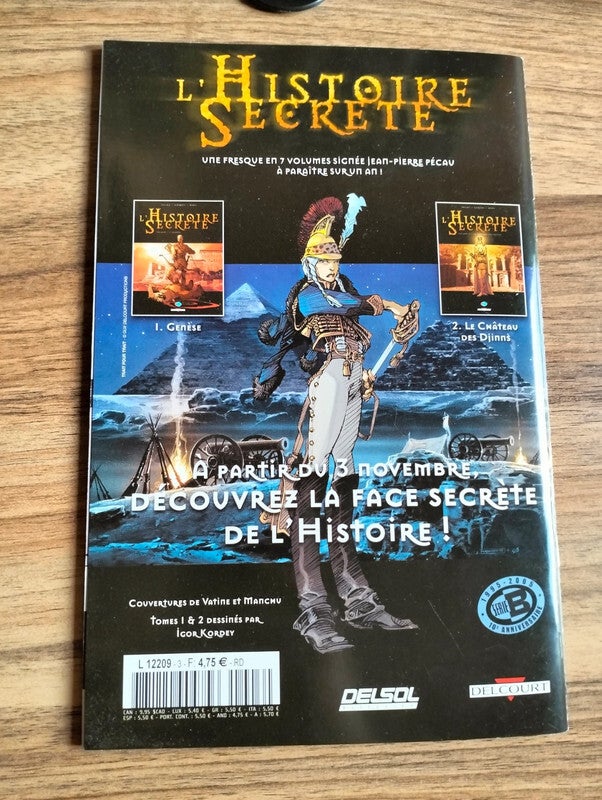 L'HISTOIRE
SECRÈTE
UNE FRESQUE EN 7 VOLUMES SIGNÉE JEAN-PIERRE PÉCAU
À PARAÎTRE SUR UN AN !
L'HISTOIRE
SECRÈTE
L'HISTOIRE
SECRÈTE
1. GENÈSE
2. LE CHÂTEAU
DES DJINNS
À PARTIR DU 3 NOVEMBRE,
DÉCOUVREZ LA FACE SECRÈTE
DE L'HISTOIRE !
COUVERTURES DE VATINE ET MANCHU
TOMES 1 & 2 DESSINÉS PAR
IGOR KORDEY
1995-2005
SÉRIE B
10e ANNIVERSAIRE
L 12209 - 3 - F: 4,75 € - RD
CAN : 9,95 $CAD - LUX : 5,40 € - GR : 5,50 € - ITA : 5,50 €
ESP : 5,50 € - PORT. CONT. : 5,50 € - AND : 4,75 € - A : 5,70 €
DELSOL
DELCOURT